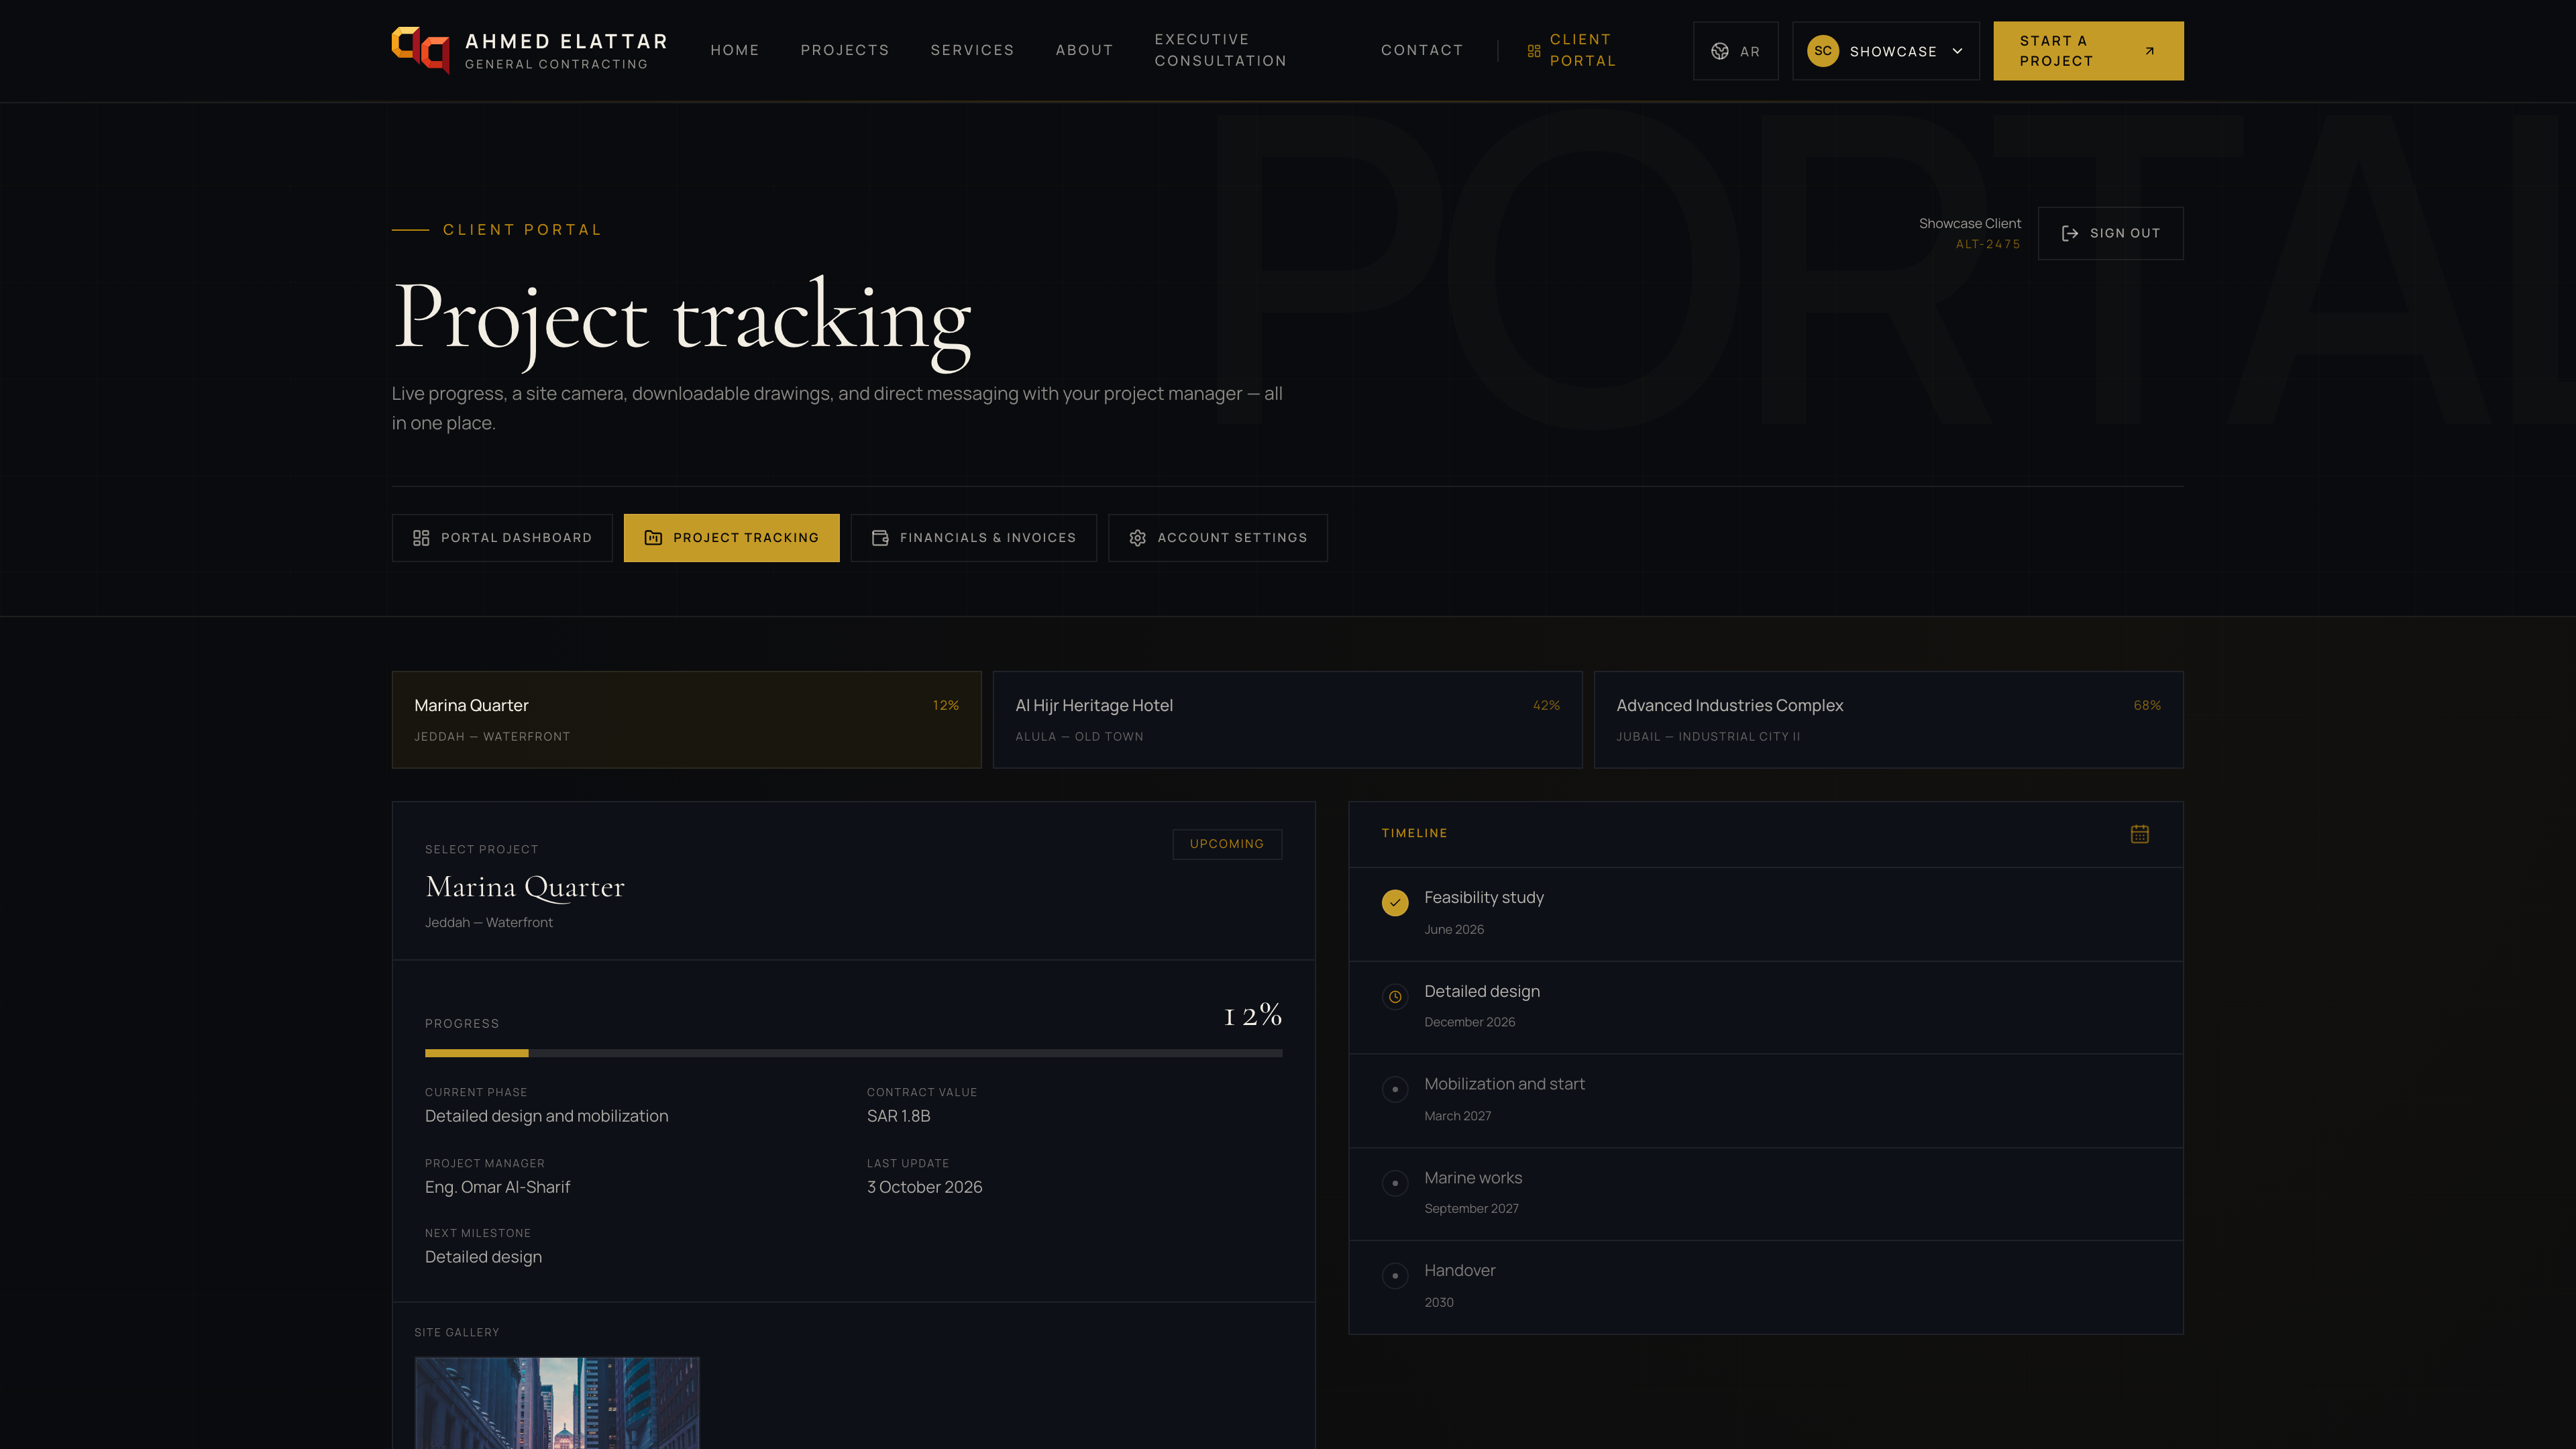 AHMED ELATTAR
GENERAL CONTRACTING
HOME
PROJECTS
SERVICES
ABOUT
EXECUTIVE
CONSULTATION
CONTACT
CLIENT
PORTAL
AR
SC
SHOWCASE
START A
PROJECT
PORTAL
CLIENT PORTAL
Showcase Client
ALT-2475
SIGN OUT
Project tracking
Live progress, a site camera, downloadable drawings, and direct messaging with your project manager — all
in one place.
PORTAL DASHBOARD
PROJECT TRACKING
FINANCIALS & INVOICES
ACCOUNT SETTINGS
Marina Quarter
12%
JEDDAH — WATERFRONT
Al Hijr Heritage Hotel
42%
ALULA — OLD TOWN
Advanced Industries Complex
68%
JUBAIL — INDUSTRIAL CITY II
SELECT PROJECT
UPCOMING
Marina Quarter
Jeddah — Waterfront
PROGRESS
12%
CURRENT PHASE
Detailed design and mobilization
CONTRACT VALUE
SAR 1.8B
PROJECT MANAGER
Eng. Omar Al-Sharif
LAST UPDATE
3 October 2026
NEXT MILESTONE
Detailed design
SITE GALLERY
TIMELINE
Feasibility study
June 2026
Detailed design
December 2026
Mobilization and start
March 2027
Marine works
September 2027
Handover
2030